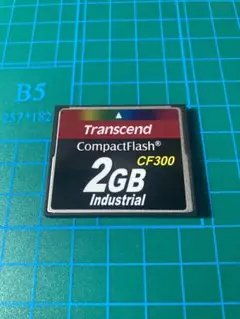 B5
257*182
Transcend
CompactFlash®
CF300
2GB
Industrial